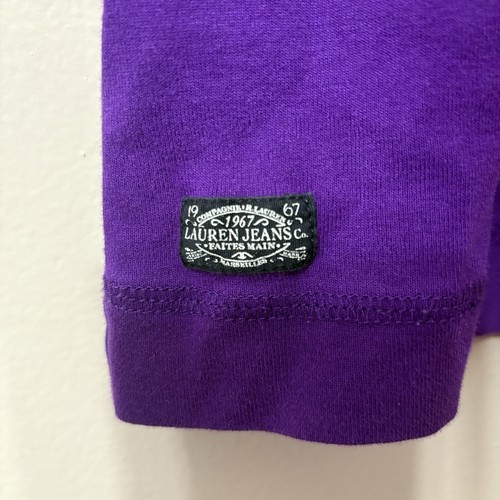 COMPAGNIE • R. LAUREN
19 1967 67
LAUREN JEANS Co.
• FAITES MAIN •
MARSEILLES